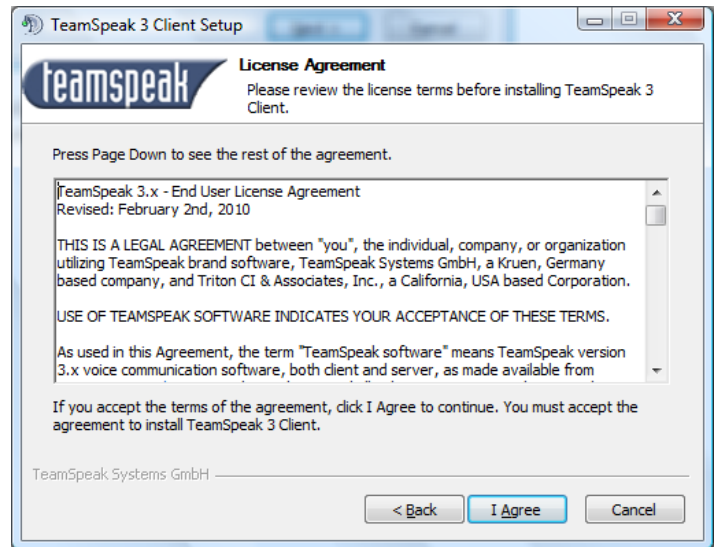 TeamSpeak 3 Client Setup
teamspeak
License Agreement
Please review the license terms before installing TeamSpeak 3
Client.
Press Page Down to see the rest of the agreement.
TeamSpeak 3.x - End User License Agreement
Revised: February 2nd, 2010
THIS IS A LEGAL AGREEMENT between "you", the individual, company, or organization
utilizing TeamSpeak brand software, TeamSpeak Systems GmbH, a Kruen, Germany
based company, and Triton CI & Associates, Inc., a California, USA based Corporation.
USE OF TEAMSPEAK SOFTWARE INDICATES YOUR ACCEPTANCE OF THESE TERMS.
As used in this Agreement, the term "TeamSpeak software" means TeamSpeak version
3.x voice communication software, both client and server, as made available from
If you accept the terms of the agreement, click I Agree to continue. You must accept the
agreement to install TeamSpeak 3 Client.
TeamSpeak Systems GmbH
< Back
I Agree
Cancel